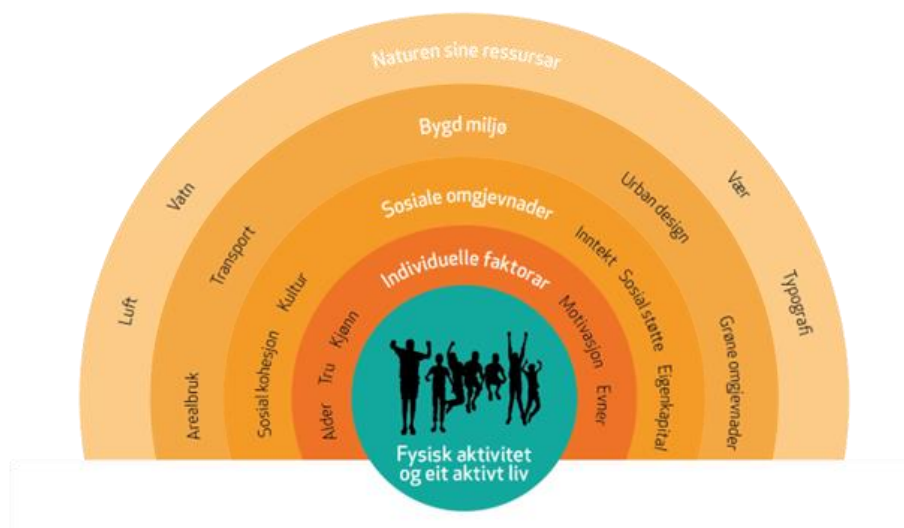 Naturen sine ressursar
Luft
Vatn
Vær
Typografi
Bygd miljø
Arealbruk
Transport
Urban design
Grøne omgjevnader
Sosiale omgjevnader
Sosial kohesjon
Kultur
Inntekt
Sosial støtte
Eigenkapital
Individuelle faktorar
Alder
Tru
Kjønn
Motivasjon
Evner
Fysisk aktivitet
og eit aktivt liv